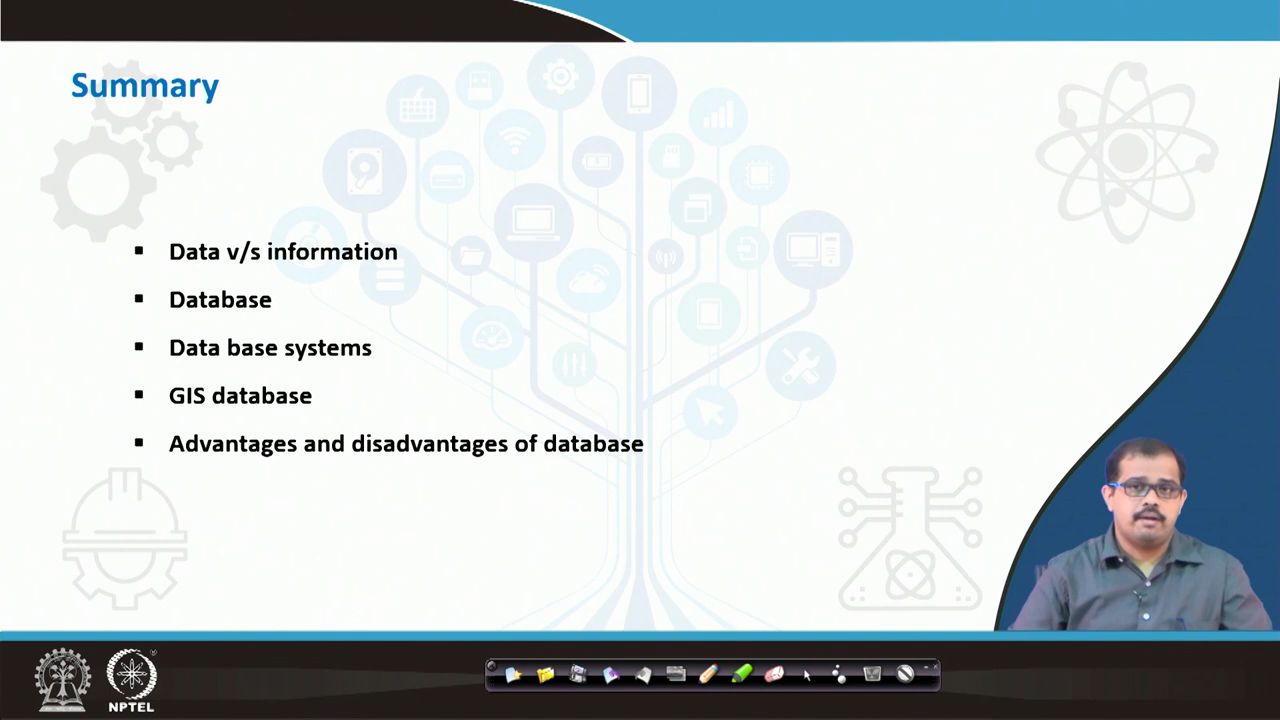 Summary
▪ Data v/s information
▪ Database
▪ Data base systems
▪ GIS database
▪ Advantages and disadvantages of database
NPTEL